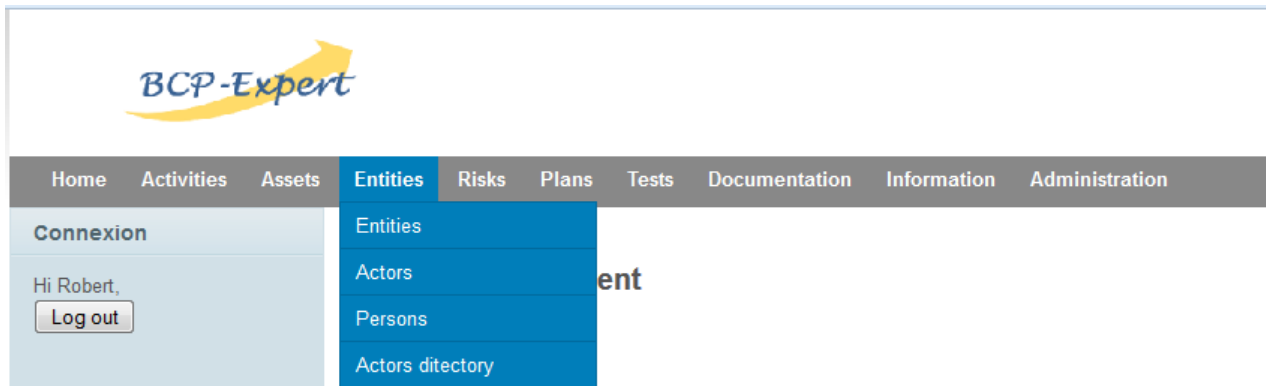 BCP-Expert
Home Activities Assets Entities Risks Plans Tests Documentation Information Administration
Connexion
Hi Robert,
Log out
Entities
Actors
Persons
Actors ditectory
ent